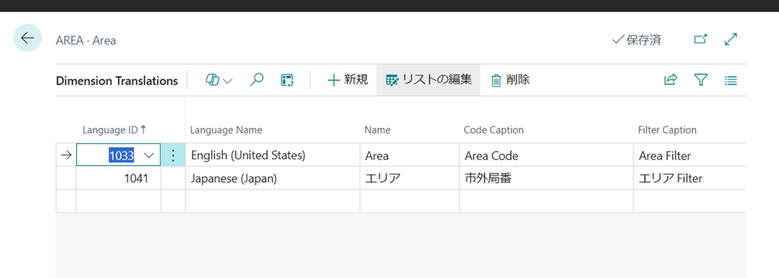 AREA · Area
保存済
Dimension Translations
新規
リストの編集
削除
Language ID↑ Language Name Name Code Caption Filter Caption
1033 English (United States) Area Area Code Area Filter
1041 Japanese (Japan) エリア 市外局番 エリア Filter